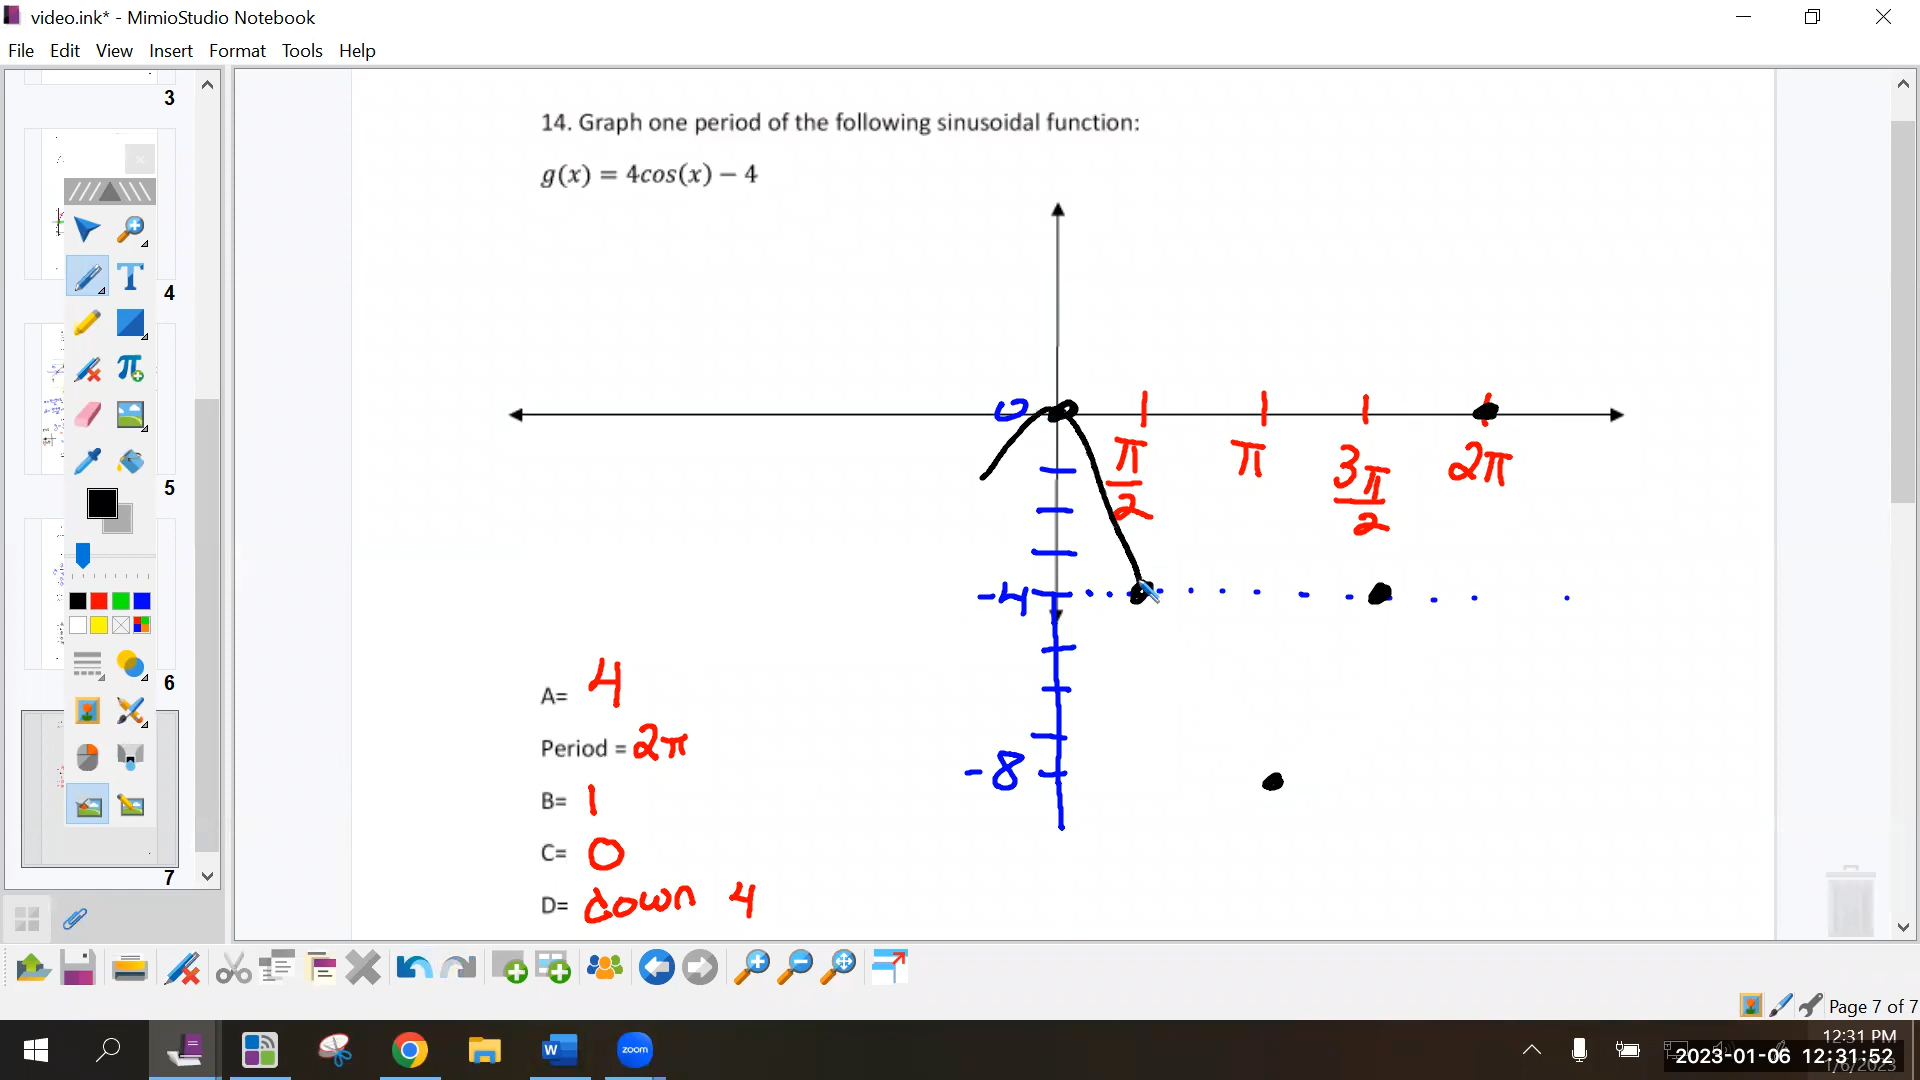 video.ink* - MimioStudio Notebook
File Edit View Insert Format Tools Help
3
4
5
6
7
14. Graph one period of the following sinusoidal function:
g(x) = 4cos(x) − 4
0
π/2 π 3π/2 2π
-4
-8
A= 4
Period = 2π
B= 1
C= 0
D= down 4
Page 7 of 7
zoom
12:31 PM
2023-01-06 12:31:52